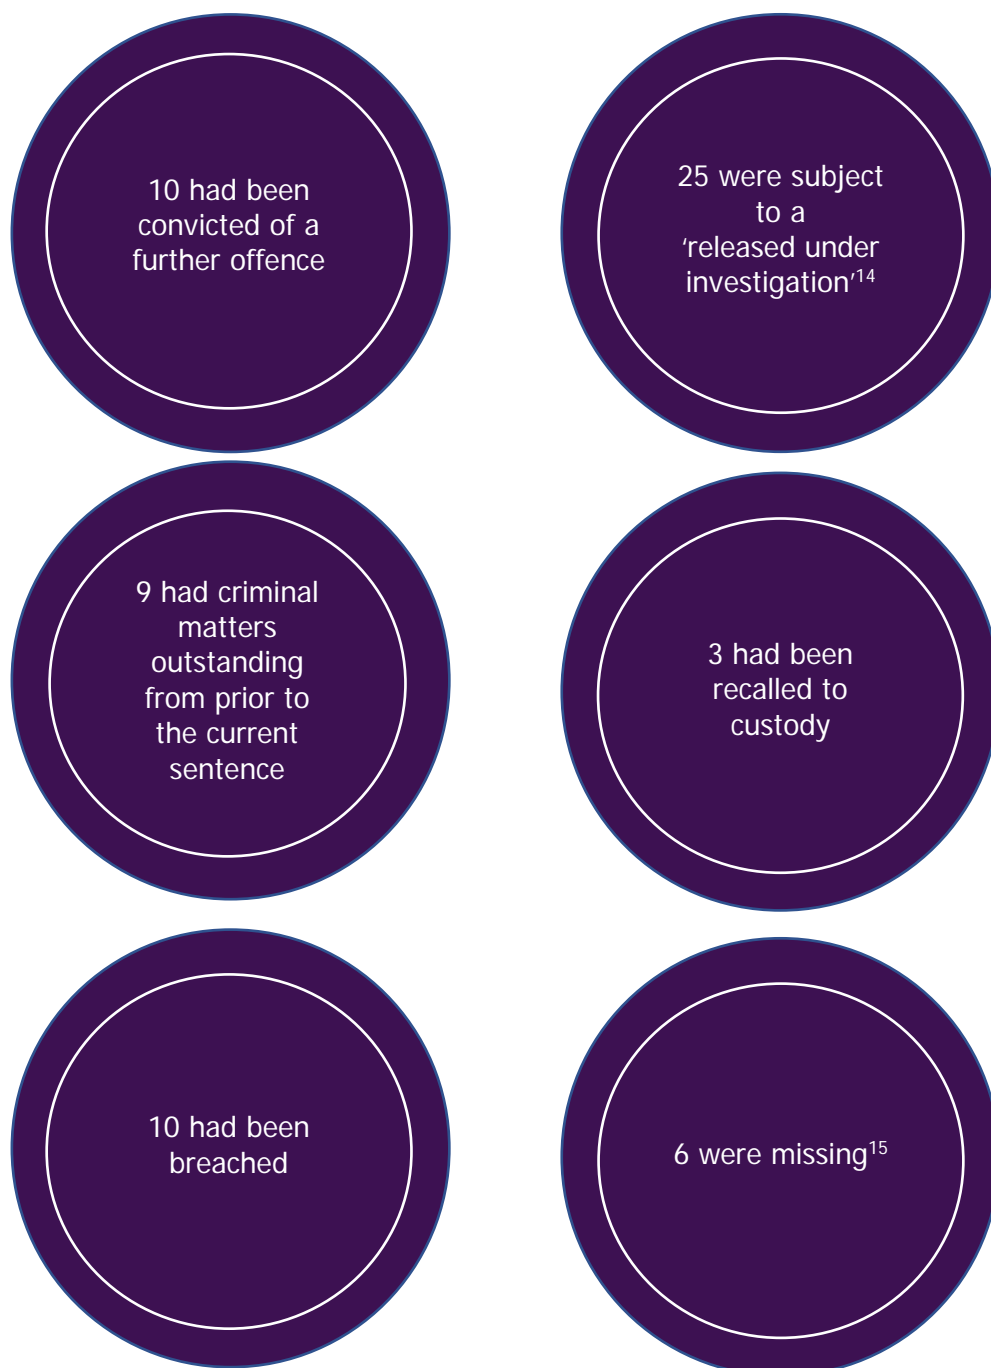 10 had been
convicted of a
further offence
25 were subject
to a
‘released under
investigation’14
9 had criminal
matters
outstanding
from prior to
the current
sentence
3 had been
recalled to
custody
10 had been
breached
6 were missing15